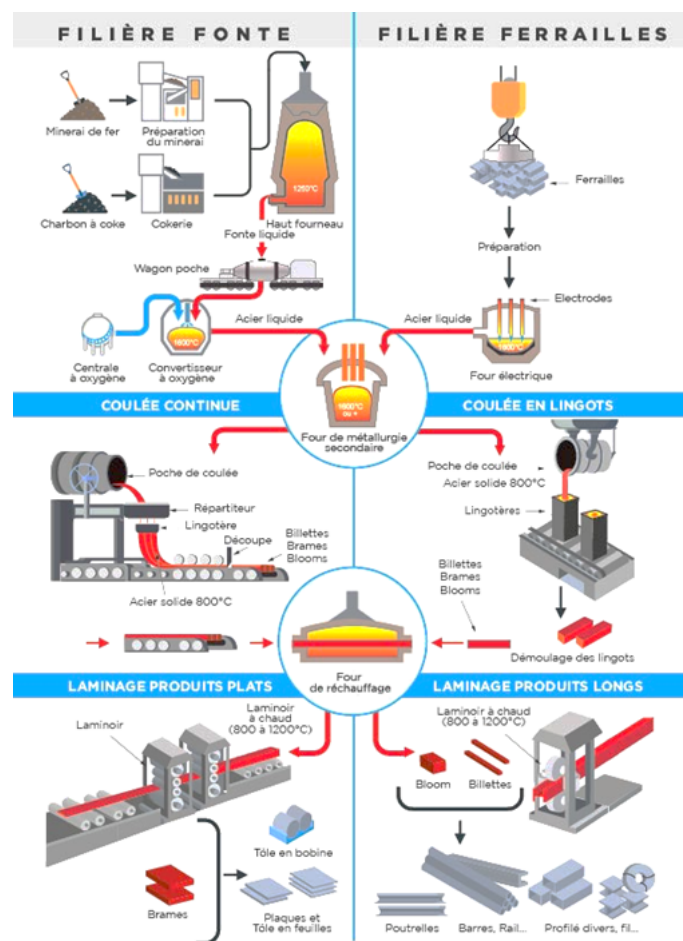 FILIÈRE FONTE
FILIÈRE FERRAILLES
Minerai de fer
Préparation
du minerai
1250°C
Charbon à coke
Cokerie
Haut fourneau
Fonte liquide
Wagon poche
Ferrailles
Préparation
Electrodes
Acier liquide
Acier liquide
1600°C
1600°C
Centrale
à oxygène
Convertisseur
à oxygène
Four électrique
1600°C
ou +
Four de métallurgie
secondaire
COULÉE CONTINUE
COULÉE EN LINGOTS
Poche de coulée
Répartiteur
Lingotère
Découpe
Billettes
Brames
Blooms
Acier solide 800°C
Poche de coulée
Acier solide 800°C
Lingotères
Billettes
Brames
Blooms
Démoulage des lingots
Four
de réchauffage
LAMINAGE PRODUITS PLATS
LAMINAGE PRODUITS LONGS
Laminoir
Laminoir
à chaud
(800 à 1200°C)
Laminoir à chaud
(800 à 1200°C)
Bloom
Billettes
Tôle en bobine
Brames
Plaques et
Tôle en feuilles
Poutrelles
Barres, Rail...
Profilé divers, fil...